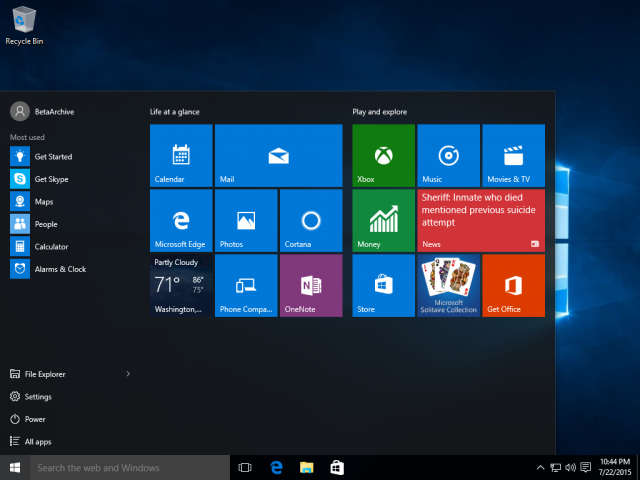 Recycle Bin
BetaArchive
Most used
Get Started
Get Skype
Maps
People
Calculator
Alarms & Clock
File Explorer
Settings
Power
All apps
Life at a glance
Calendar
Mail
Microsoft Edge
Photos
Cortana
Partly Cloudy
71° 86°
75°
Washington,...
Phone Compa...
N
OneNote
Play and explore
Xbox
Music
Movies & TV
Money
Sheriff: Inmate who died
mentioned previous suicide
attempt
News
Store
Microsoft
Solitaire Collection
Get Office
Search the web and Windows
10:44 PM
7/22/2015